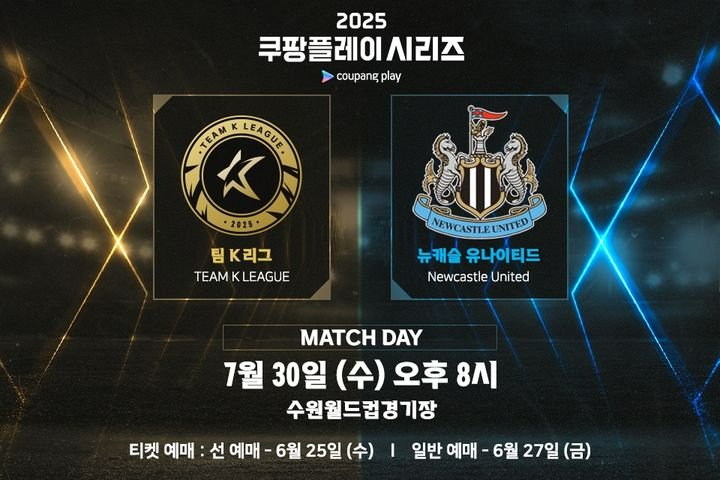 2025
쿠팡플레이 시리즈
coupang play
TEAM K LEAGUE
2025
NEWCASTLE UNITED
팀 K리그
TEAM K LEAGUE
뉴캐슬 유나이티드
Newcastle United
MATCH DAY
7월 30일 (수) 오후 8시
수원월드컵경기장
티켓 예매 : 선 예매 - 6월 25일 (수) | 일반 예매 - 6월 27일 (금)